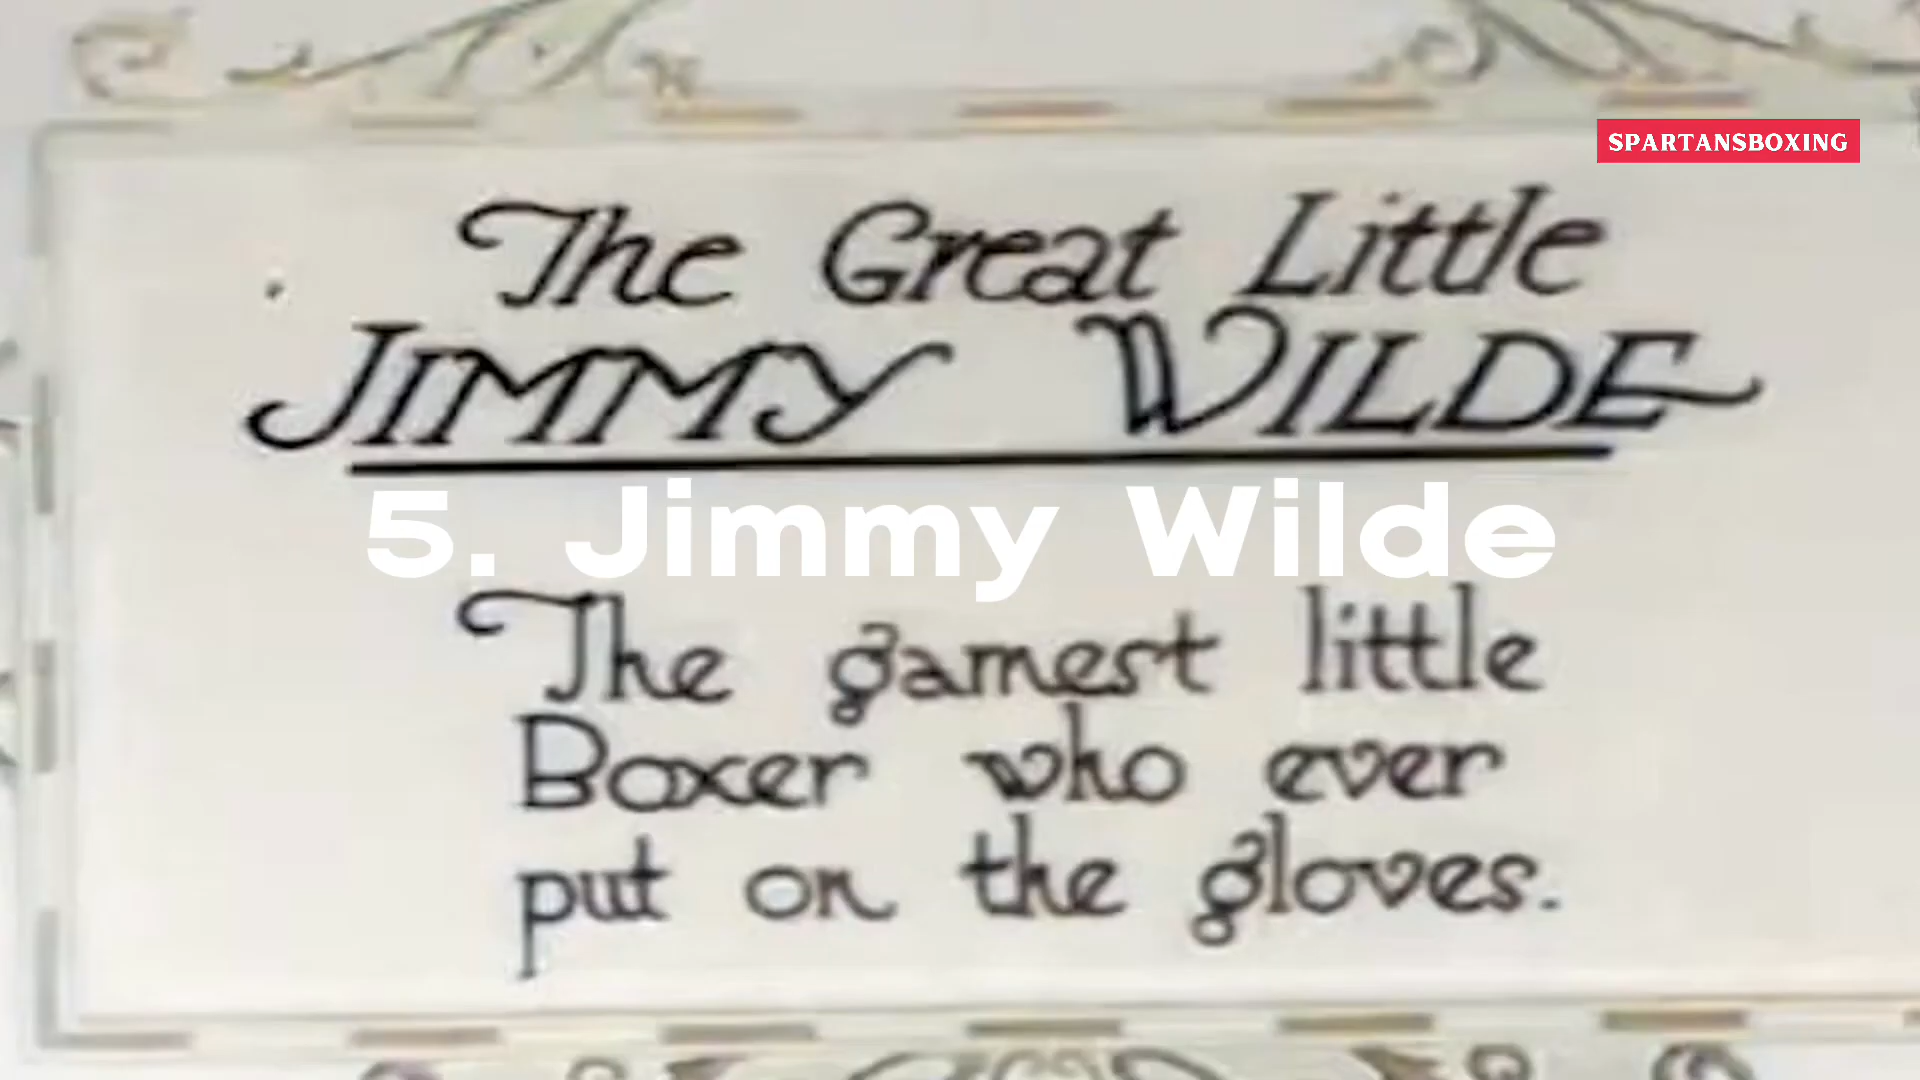 SPARTANSBOXING
The Great Little
JIMMY WILDE
5. Jimmy Wilde
The gamest little
Boxer who ever
put on the gloves.